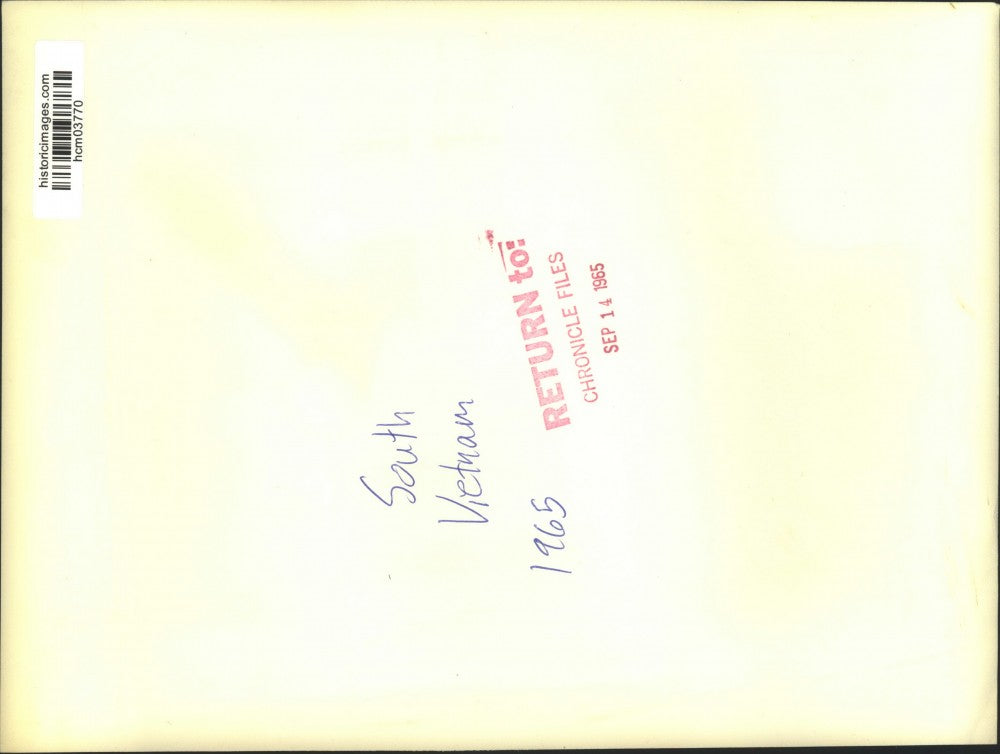 historicimages.com
hcm03770
South
Vietnam
1965
RETURN to:
CHRONICLE FILES
SEP 14 1965